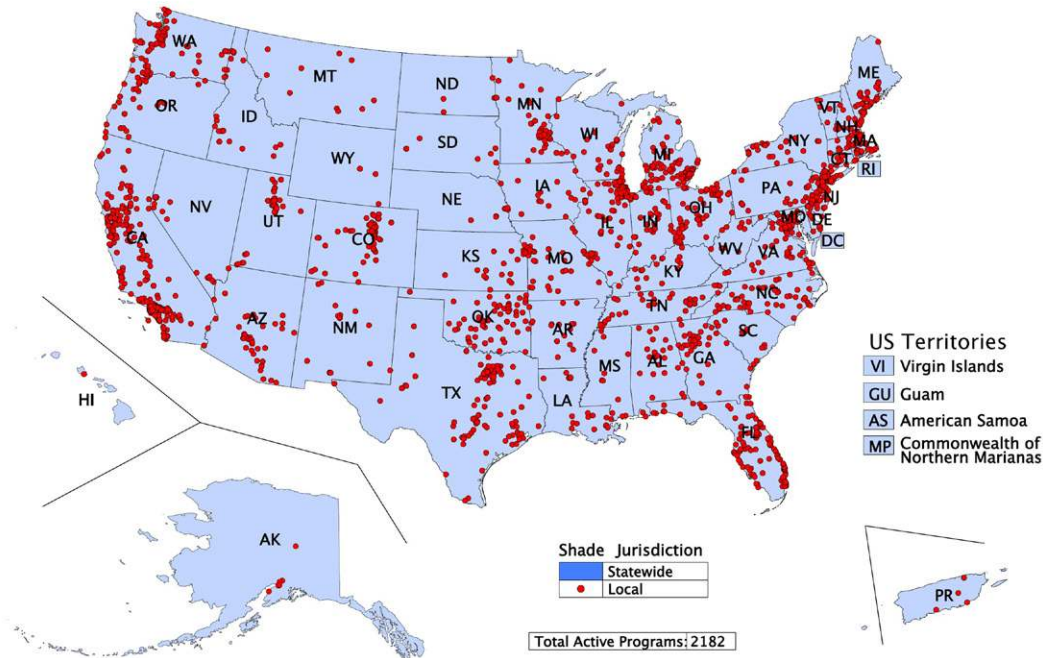 WA
MT
ND
MN
ME
VT
NH
MA
OR
ID
SD
WI
MI
NY
CT
RI
WY
IA
PA
NJ
NE
OH
NV
UT
CO
IL
IN
MD
DE
DC
CA
KS
MO
WV
VA
KY
NC
TN
AZ
NM
OK
AR
SC
MS
AL
GA
TX
LA
FL
HI
AK
PR
US Territories
VI Virgin Islands
GU Guam
AS American Samoa
MP Commonwealth of
Northern Marianas
Shade Jurisdiction
Statewide
Local
Total Active Programs: 2182